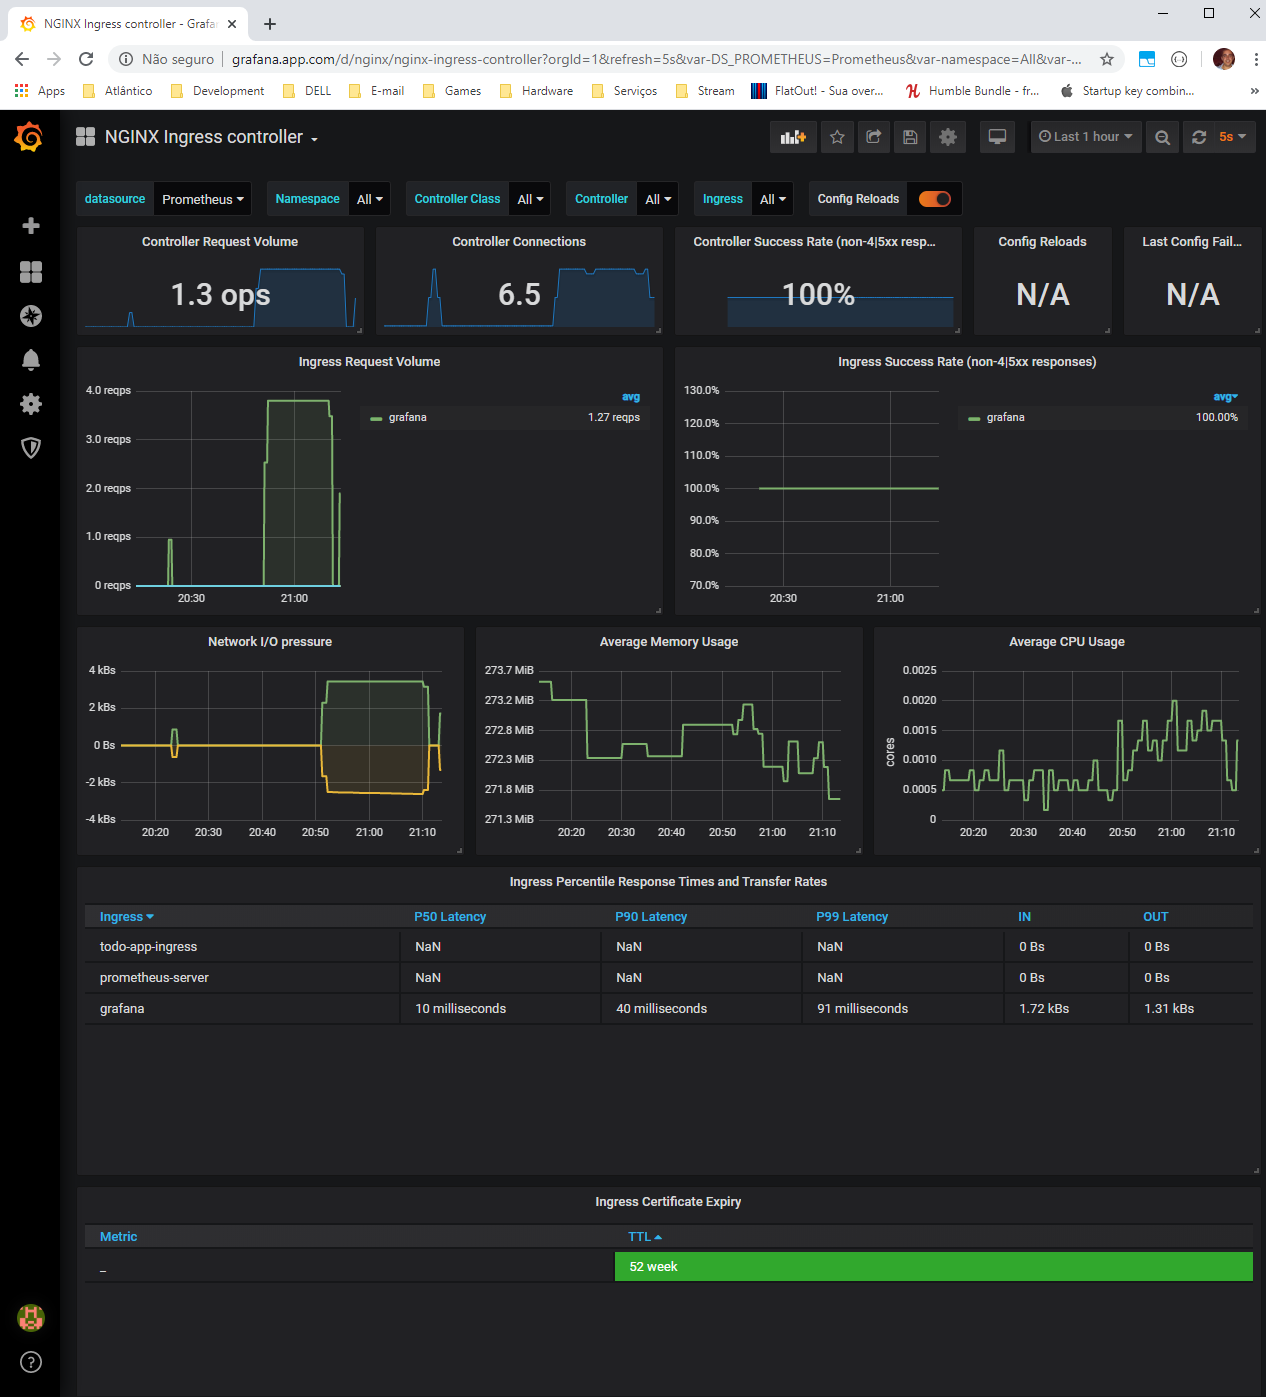 NGINX Ingress controller - Grafa
Não seguro
grafana.app.com/d/nginx/nginx-ingress-controller?orgId=1&refresh=5s&var-DS_PROMETHEUS=Prometheus&var-namespace=All&var-...
Apps Atlântico Development DELL E-mail Games Hardware Serviços Stream FlatOut! - Sua over... Humble Bundle - fr... Startup key combin... »
NGINX Ingress controller
Last 1 hour 5s
datasource Prometheus Namespace All Controller Class All Controller All Ingress All Config Reloads
Controller Request Volume
1.3 ops
Controller Connections
6.5
Controller Success Rate (non-4|5xx resp...
100%
Config Reloads
N/A
Last Config Fail...
N/A
Ingress Request Volume
4.0 reqps
3.0 reqps
2.0 reqps
1.0 reqps
0 reqps
20:30 21:00
avg
grafana 1.27 reqps
Ingress Success Rate (non-4|5xx responses)
130.0%
120.0%
110.0%
100.0%
90.0%
80.0%
70.0%
20:30 21:00
avg
grafana 100.00%
Network I/O pressure
4 kBs
2 kBs
0 Bs
-2 kBs
-4 kBs
20:20 20:30 20:40 20:50 21:00 21:10
Average Memory Usage
273.7 MiB
273.2 MiB
272.8 MiB
272.3 MiB
271.8 MiB
271.3 MiB
20:20 20:30 20:40 20:50 21:00 21:10
Average CPU Usage
cores
0.0025
0.0020
0.0015
0.0010
0.0005
0
20:20 20:30 20:40 20:50 21:00 21:10
Ingress Percentile Response Times and Transfer Rates
Ingress P50 Latency P90 Latency P99 Latency IN OUT
todo-app-ingress NaN NaN NaN 0 Bs 0 Bs
prometheus-server NaN NaN NaN 0 Bs 0 Bs
grafana 10 milliseconds 40 milliseconds 91 milliseconds 1.72 kBs 1.31 kBs
Ingress Certificate Expiry
Metric TTL
_ 52 week